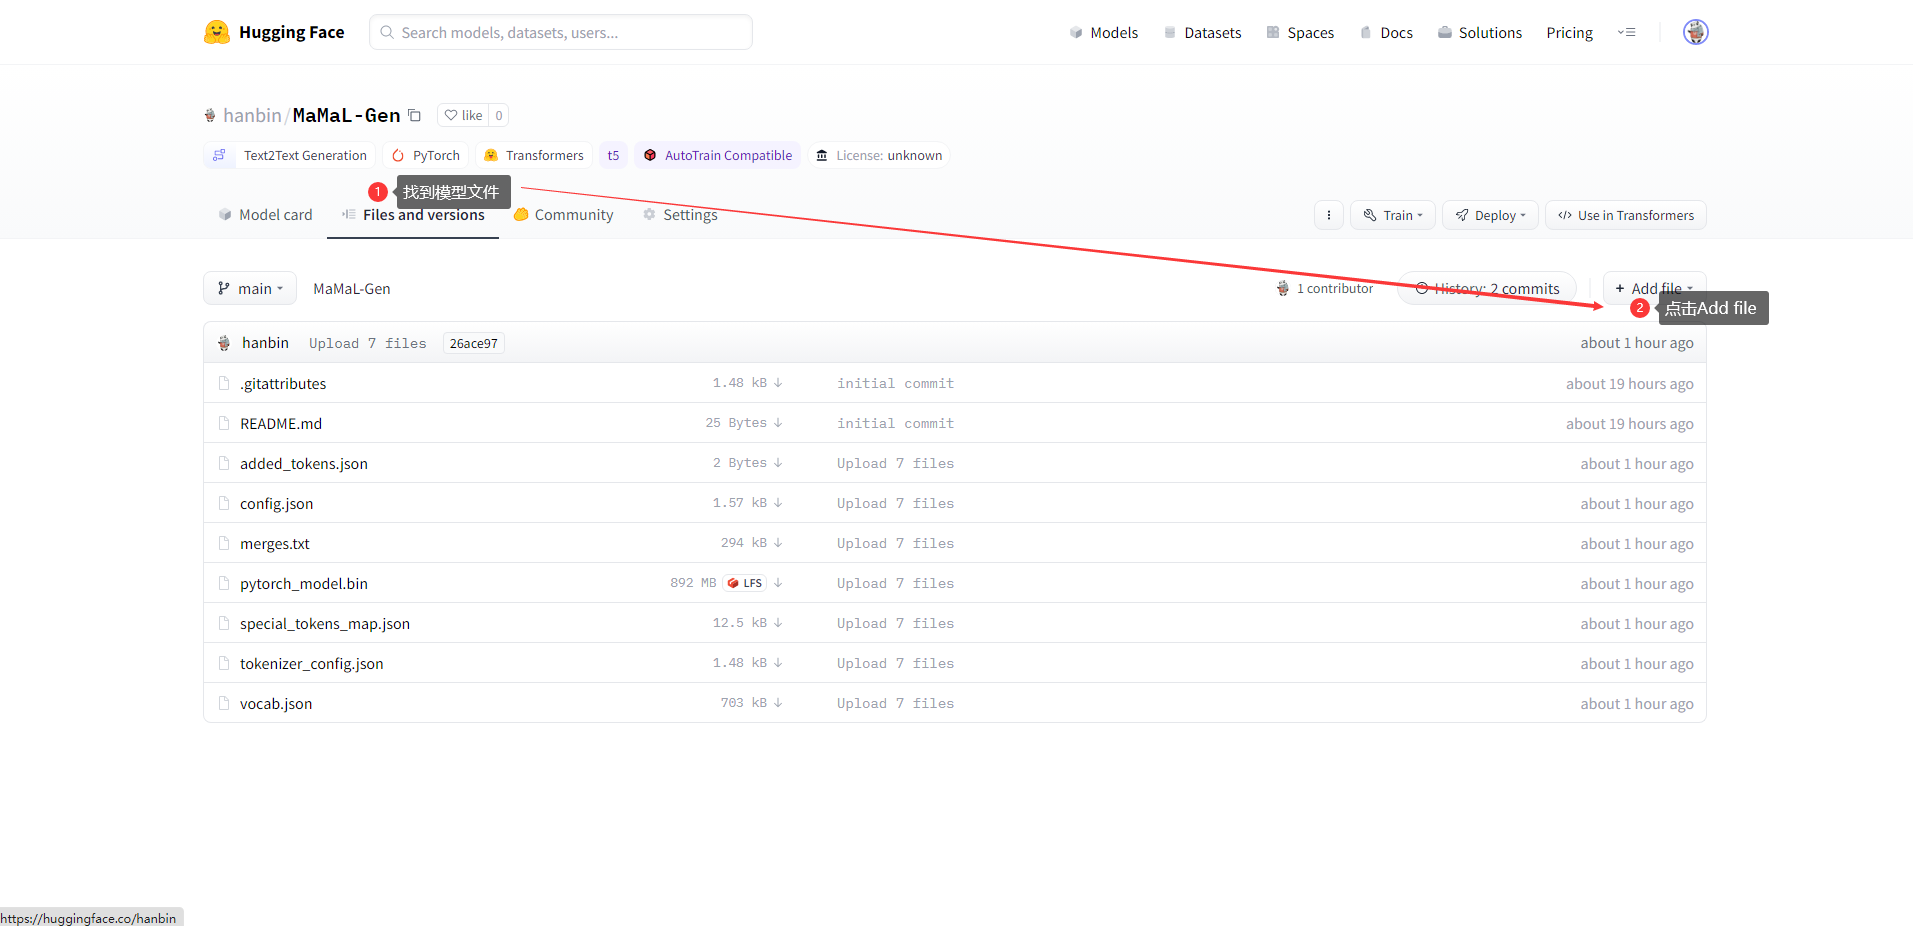 Hugging Face
Search models, datasets, users...
Models
Datasets
Spaces
Docs
Solutions
Pricing
hanbin/MaMaL-Gen
like 0
Text2Text Generation
PyTorch
Transformers
t5
AutoTrain Compatible
License: unknown
1 找到模型文件
Model card
Files and versions
Community
Settings
Train
Deploy
Use in Transformers
main
MaMaL-Gen
1 contributor
History: 2 commits
+ Add file
2 点击Add file
hanbin Upload 7 files 26ace97 about 1 hour ago
.gitattributes 1.48 kB initial commit about 19 hours ago
README.md 25 Bytes initial commit about 19 hours ago
added_tokens.json 2 Bytes Upload 7 files about 1 hour ago
config.json 1.57 kB Upload 7 files about 1 hour ago
merges.txt 294 kB Upload 7 files about 1 hour ago
pytorch_model.bin 892 MB LFS Upload 7 files about 1 hour ago
special_tokens_map.json 12.5 kB Upload 7 files about 1 hour ago
tokenizer_config.json 1.48 kB Upload 7 files about 1 hour ago
vocab.json 703 kB Upload 7 files about 1 hour ago
https://huggingface.co/hanbin